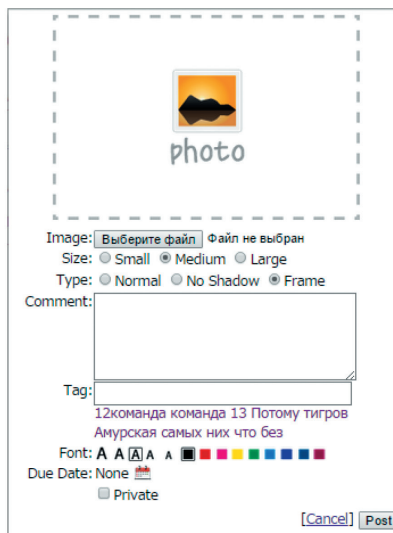 photo
Image: Выберите файл Файл не выбран
Size: Small Medium Large
Type: Normal No Shadow Frame
Comment:
Tag:
12команда команда 13 Потому тигров
Амурская самых них что без
Font: A A A A A
Due Date: None
Private
[Cancel] Post